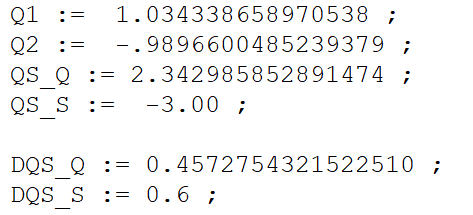 Q1 :=  1.034338658970538 ;
Q2 :=  -.9896600485239379 ;
QS_Q := 2.342985852891474 ;
QS_S :=  -3.00 ;
DQS_Q := 0.4572754321522510 ;
DQS_S := 0.6 ;